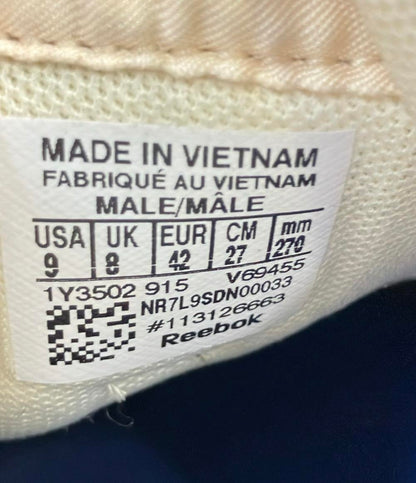 MADE IN VIETNAM
FABRIQUÉ AU VIETNAM
MALE/MÂLE
USA UK EUR CM mm
9 8 42 27 270
1Y3502 915 V69455
NR7L9SDN00033
#113126663
Reebok